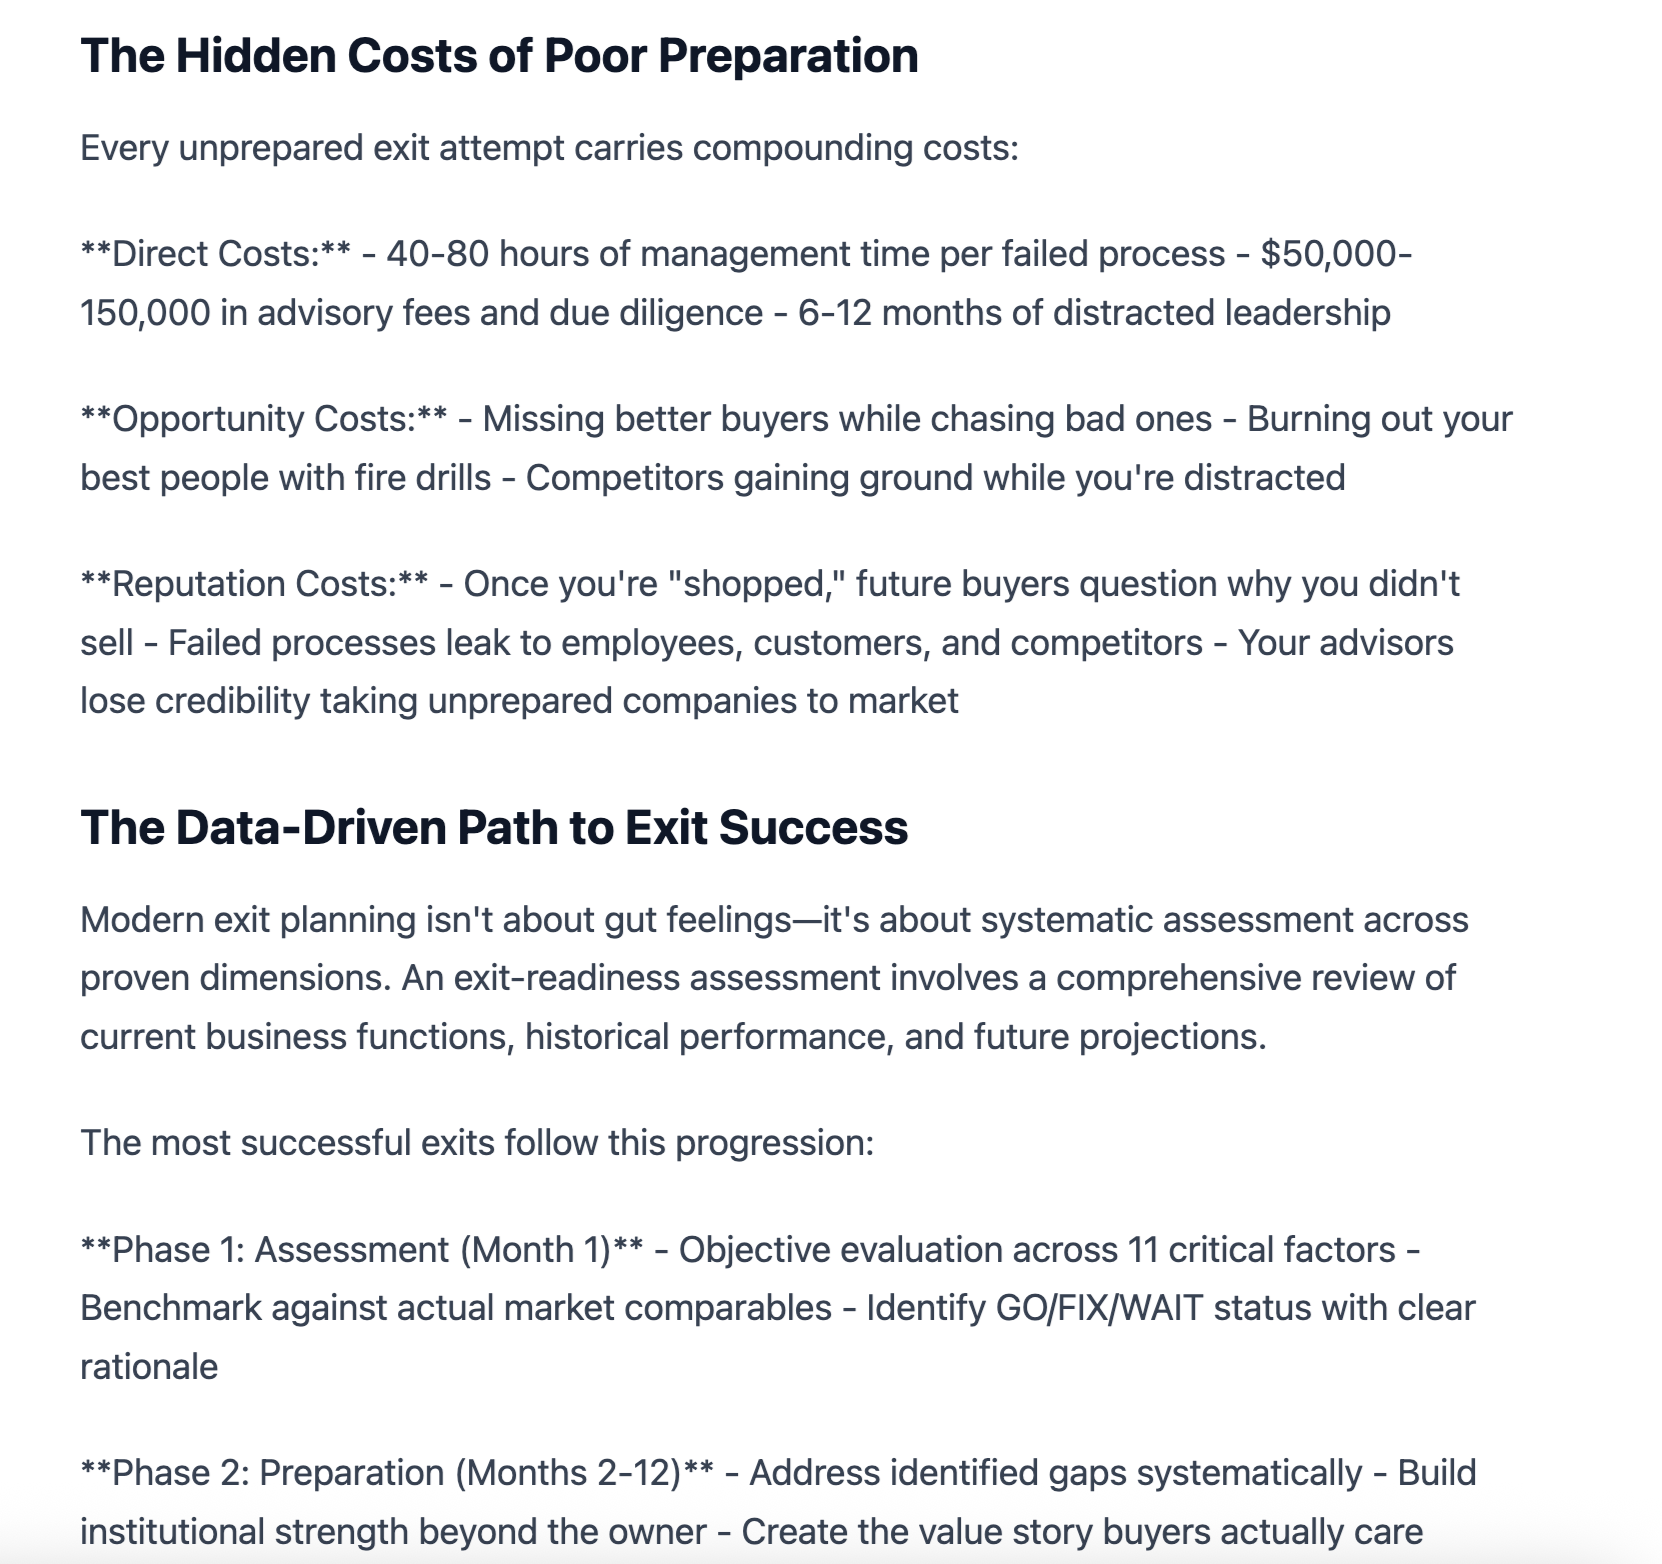 The Hidden Costs of Poor Preparation
Every unprepared exit attempt carries compounding costs:
**Direct Costs:** - 40-80 hours of management time per failed process - $50,000-
150,000 in advisory fees and due diligence - 6-12 months of distracted leadership
**Opportunity Costs:** - Missing better buyers while chasing bad ones - Burning out your
best people with fire drills - Competitors gaining ground while you're distracted
**Reputation Costs:** - Once you're "shopped," future buyers question why you didn't
sell - Failed processes leak to employees, customers, and competitors - Your advisors
lose credibility taking unprepared companies to market
The Data-Driven Path to Exit Success
Modern exit planning isn't about gut feelings—it's about systematic assessment across
proven dimensions. An exit-readiness assessment involves a comprehensive review of
current business functions, historical performance, and future projections.
The most successful exits follow this progression:
**Phase 1: Assessment (Month 1)** - Objective evaluation across 11 critical factors -
Benchmark against actual market comparables - Identify GO/FIX/WAIT status with clear
rationale
**Phase 2: Preparation (Months 2-12)** - Address identified gaps systematically - Build
institutional strength beyond the owner - Create the value story buyers actually care